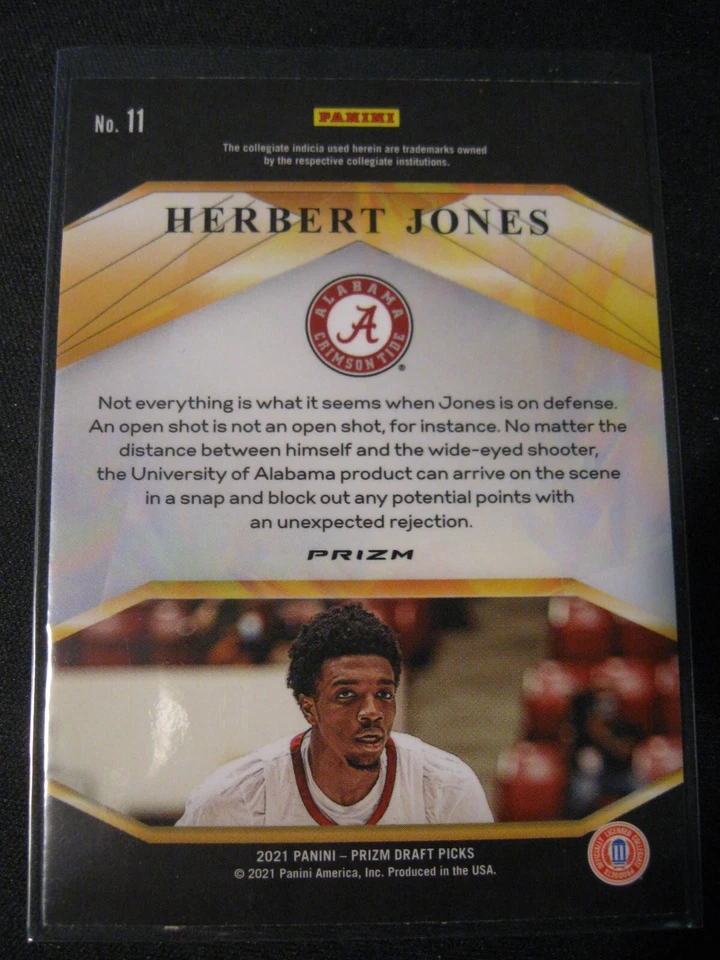 No. 11
PANINI
The collegiate indicia used herein are trademarks owned
by the respective collegiate institutions.
HERBERT JONES
ALABAMA
A
CRIMSON TIDE
®
Not everything is what it seems when Jones is on defense.
An open shot is not an open shot, for instance. No matter the
distance between himself and the wide-eyed shooter,
the University of Alabama product can arrive on the scene
in a snap and block out any potential points with
an unexpected rejection.
PRIZM
2021 PANINI – PRIZM DRAFT PICKS
© 2021 Panini America, Inc. Produced in the USA.
OFFICIALLY LICENSED COLLEGIATE
PRODUCTS